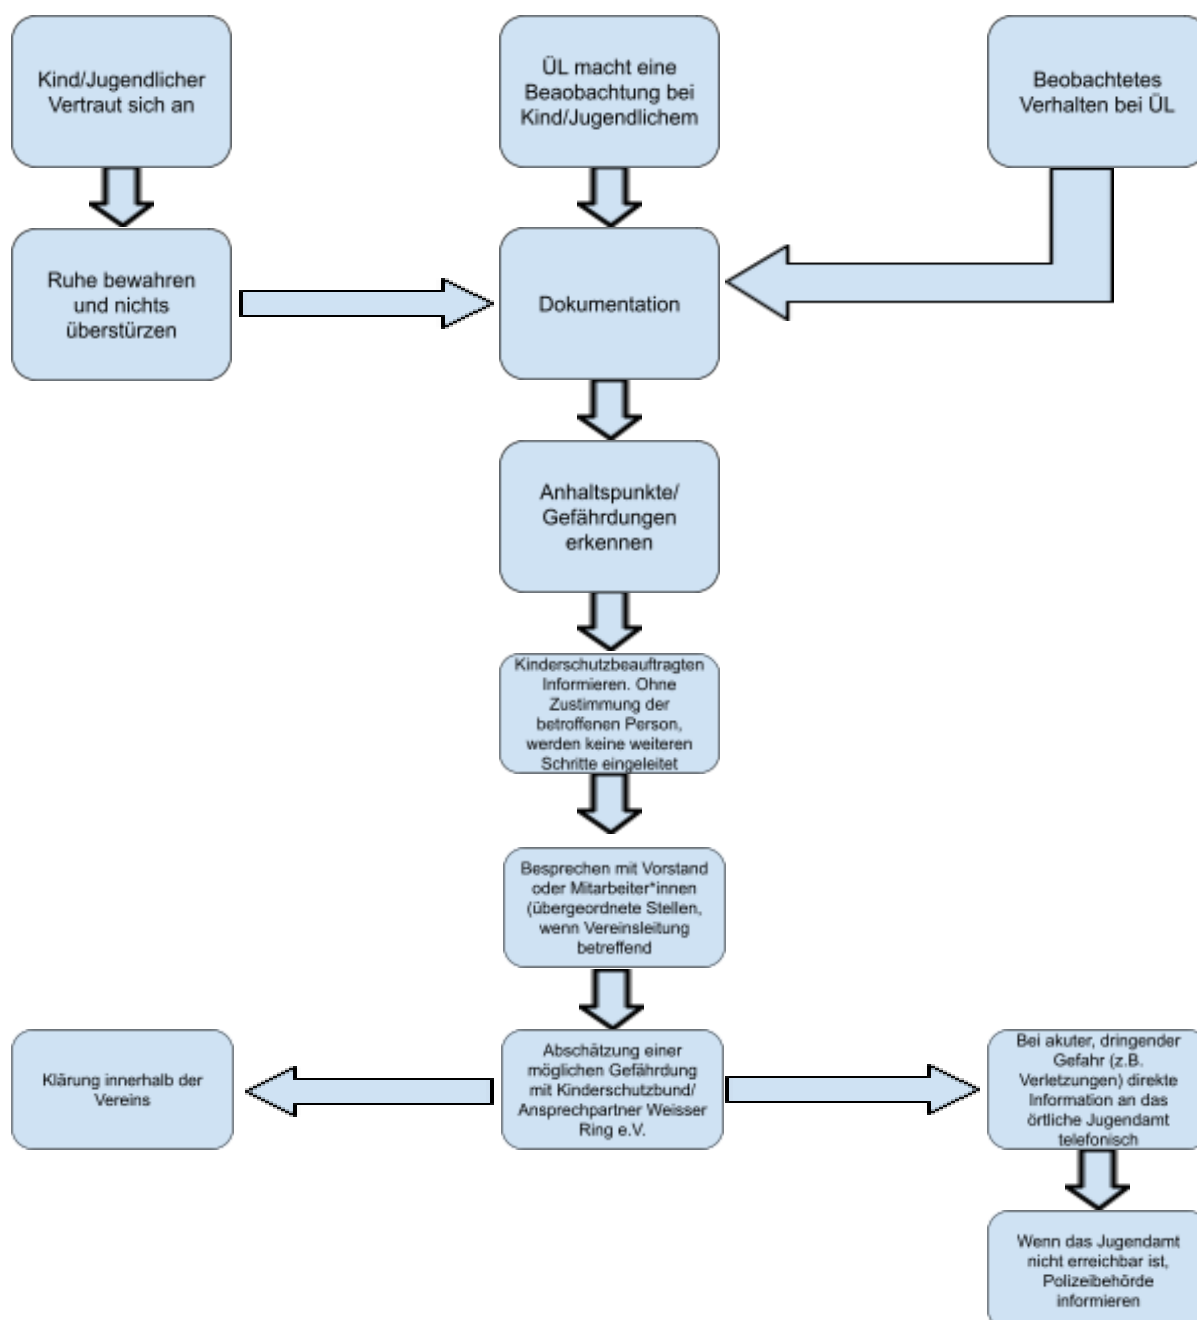 Kind/Jugendlicher
Vertraut sich an
ÜL macht eine
Beaobachtung bei
Kind/Jugendlichem
Beobachtetes
Verhalten bei ÜL
Ruhe bewahren
und nichts
überstürzen
Dokumentation
Anhaltspunkte/
Gefährdungen
erkennen
Kinderschutzbeauftragten
Informieren. Ohne
Zustimmung der
betroffenen Person,
werden keine weiteren
Schritte eingeleitet
Besprechen mit Vorstand
oder Mitarbeiter*innen
(übergeordnete Stellen,
wenn Vereinsleitung
betreffend
Klärung innerhalb der
Vereins
Abschätzung einer
möglichen Gefährdung
mit Kinderschutzbund/
Ansprechpartner Weisser
Ring e.V.
Bei akuter, dringender
Gefahr (z.B.
Verletzungen) direkte
Information an das
örtliche Jugendamt
telefonisch
Wenn das Jugendamt
nicht erreichbar ist,
Polizeibehörde
informieren